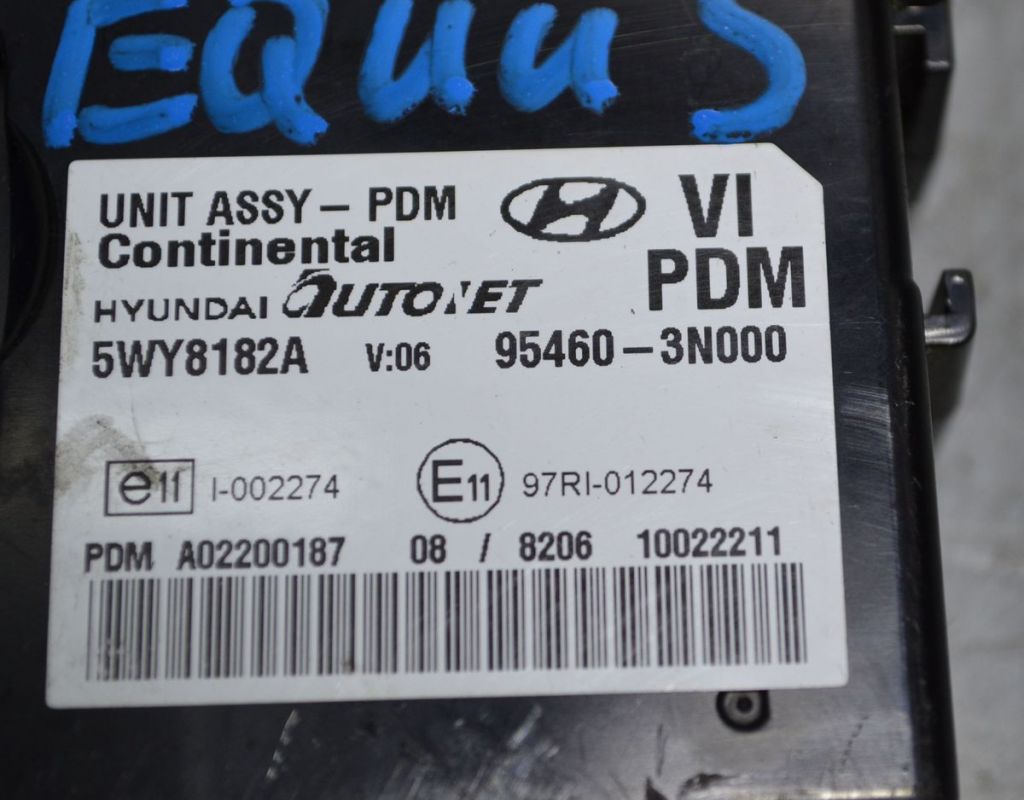 EQUUS
UNIT ASSY – PDM
VI
Continental
PDM
HYUNDAI AUTONET
5WY8182A V:06 95460 – 3N000
e11 I-002274 E11 97RI-012274
PDM A02200187 08 / 8206 10022211